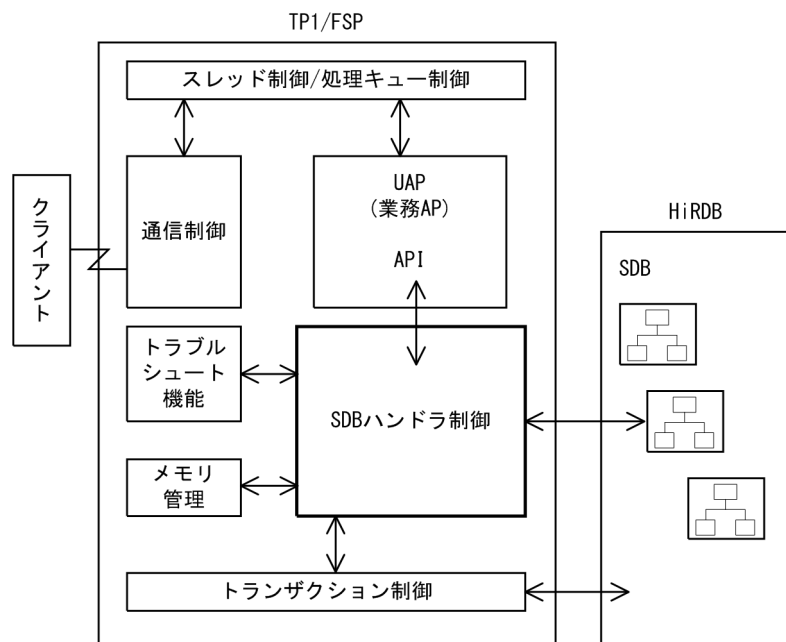 TP1/FSP
スレッド制御/処理キュー制御
クライアント
通信制御
UAP
(業務AP)
API
HiRDB
SDB
トラブル
シュート
機能
SDBハンドラ制御
メモリ
管理
トランザクション制御